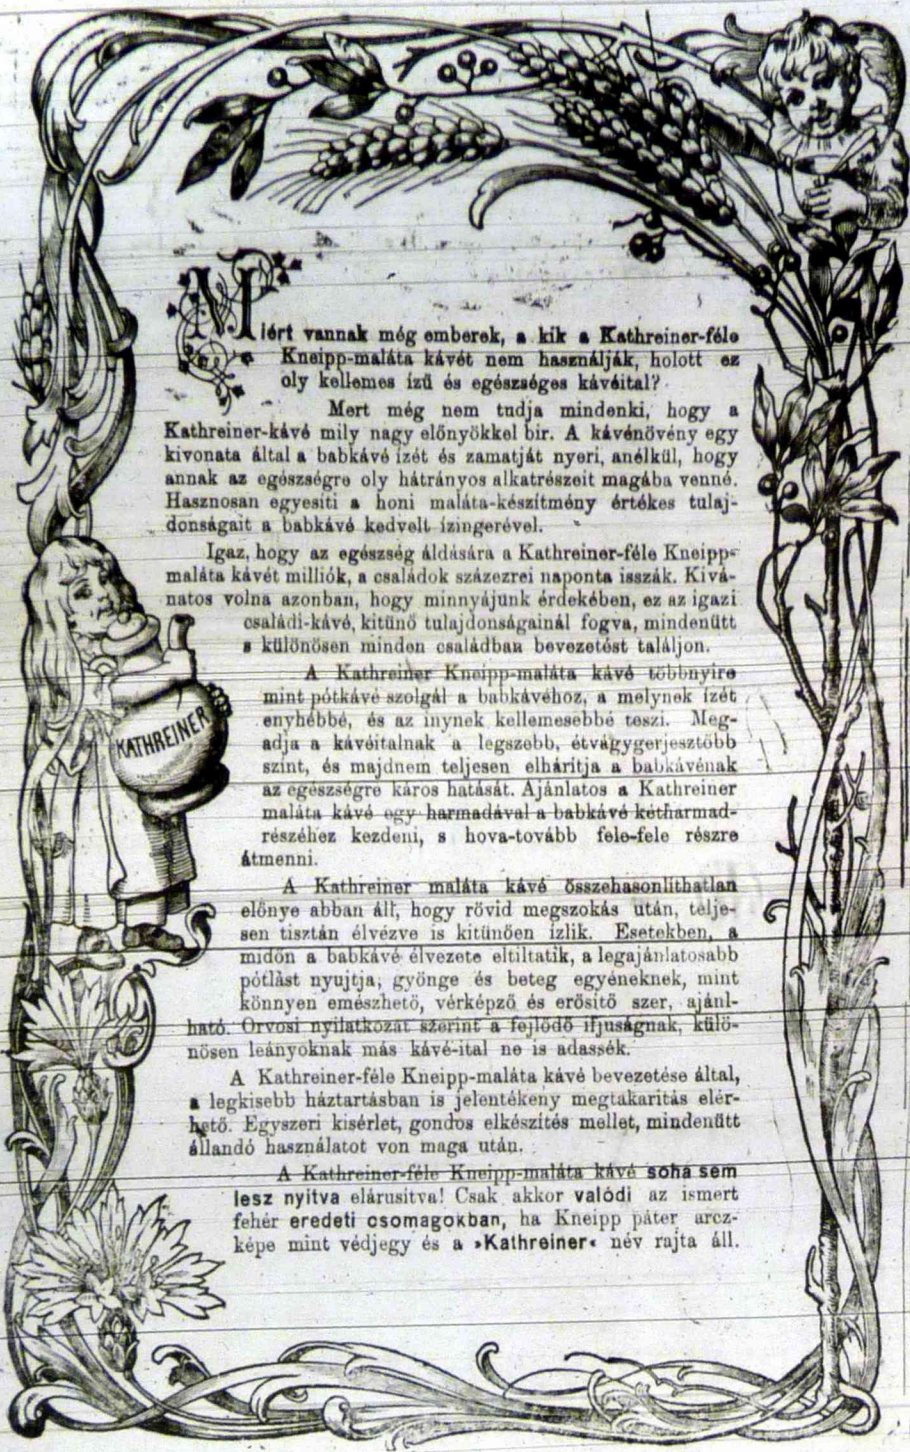 Miért vannak még emberek, a kik a Kathreiner-féle
Kneipp-maláta kávét nem használják, holott ez
oly kellemes ízű és egészséges kávéital?
Mert még nem tudja mindenki, hogy a
Kathreiner-kávé mily nagy előnyökkel bir. A kávénövény egy
kivonata által a babkávé ízét és zamatját nyeri, anélkül, hogy
annak az egészségre oly hátrányos alkatrészeit magába venné.
Hasznosan egyesiti a honi maláta-készítmény értékes tulaj-
donságait a babkávé kedvelt ízingerével.
Igaz, hogy az egészség áldására a Kathreiner-féle Kneipp-
maláta kávét milliók, a családok százezrei naponta isszák. Kivá-
natos volna azonban, hogy minnyájunk érdekében, ez az igazi
családi-kávé, kitünő tulajdonságainál fogva, mindenütt
s különösen minden családban bevezetést találjon.
KATHREINER
A Kathreiner Kneipp-maláta kávé többnyire
mint pótkávé szolgál a babkávéhoz, a melynek ízét
enyhébbé, és az inynek kellemesebbé teszi. Meg-
adja a kávéitalnak a legszebb, étvágygerjesztőbb
szint, és majdnem teljesen elháritja a babkávénak
az egészségre káros hatását. Ajánlatos a Kathreiner
maláta kávé egy harmadával a babkávé kétharmad-
részéhez kezdeni, s hova-tovább fele-fele részre
átmenni.
A Kathreiner maláta kávé összehasonlithatlan
előnye abban áll, hogy rövid megszokás után, telje-
sen tisztán élvézve is kitünően ízlik. Esetekben, a
midőn a babkávé élvezete eltiltatik, a legajánlatosabb
pótlást nyujtja, gyönge és beteg egyéneknek, mint
könnyen emészhető, vérképző és erősitő szer, ajánl-
ható. Orvosi nyilatkozat szerint a fejlődő ifjuságnak, külö-
nösen leányoknak más kávé-ital ne is adassék.
A Kathreiner-féle Kneipp-maláta kávé bevezetése által,
a legkisebb háztartásban is jelentékeny megtakaritás elér-
hető. Egyszeri kisérlet, gondos elkészítés mellet, mindenütt
állandó használatot von maga után.
A Kathreiner-féle Kneipp-maláta kávé soha sem
lesz nyitva elárusitva! Csak akkor valódi az ismert
fehér eredeti csomagokban, ha Kneipp páter arcz-
képe mint védjegy és a »Kathreiner« név rajta áll.